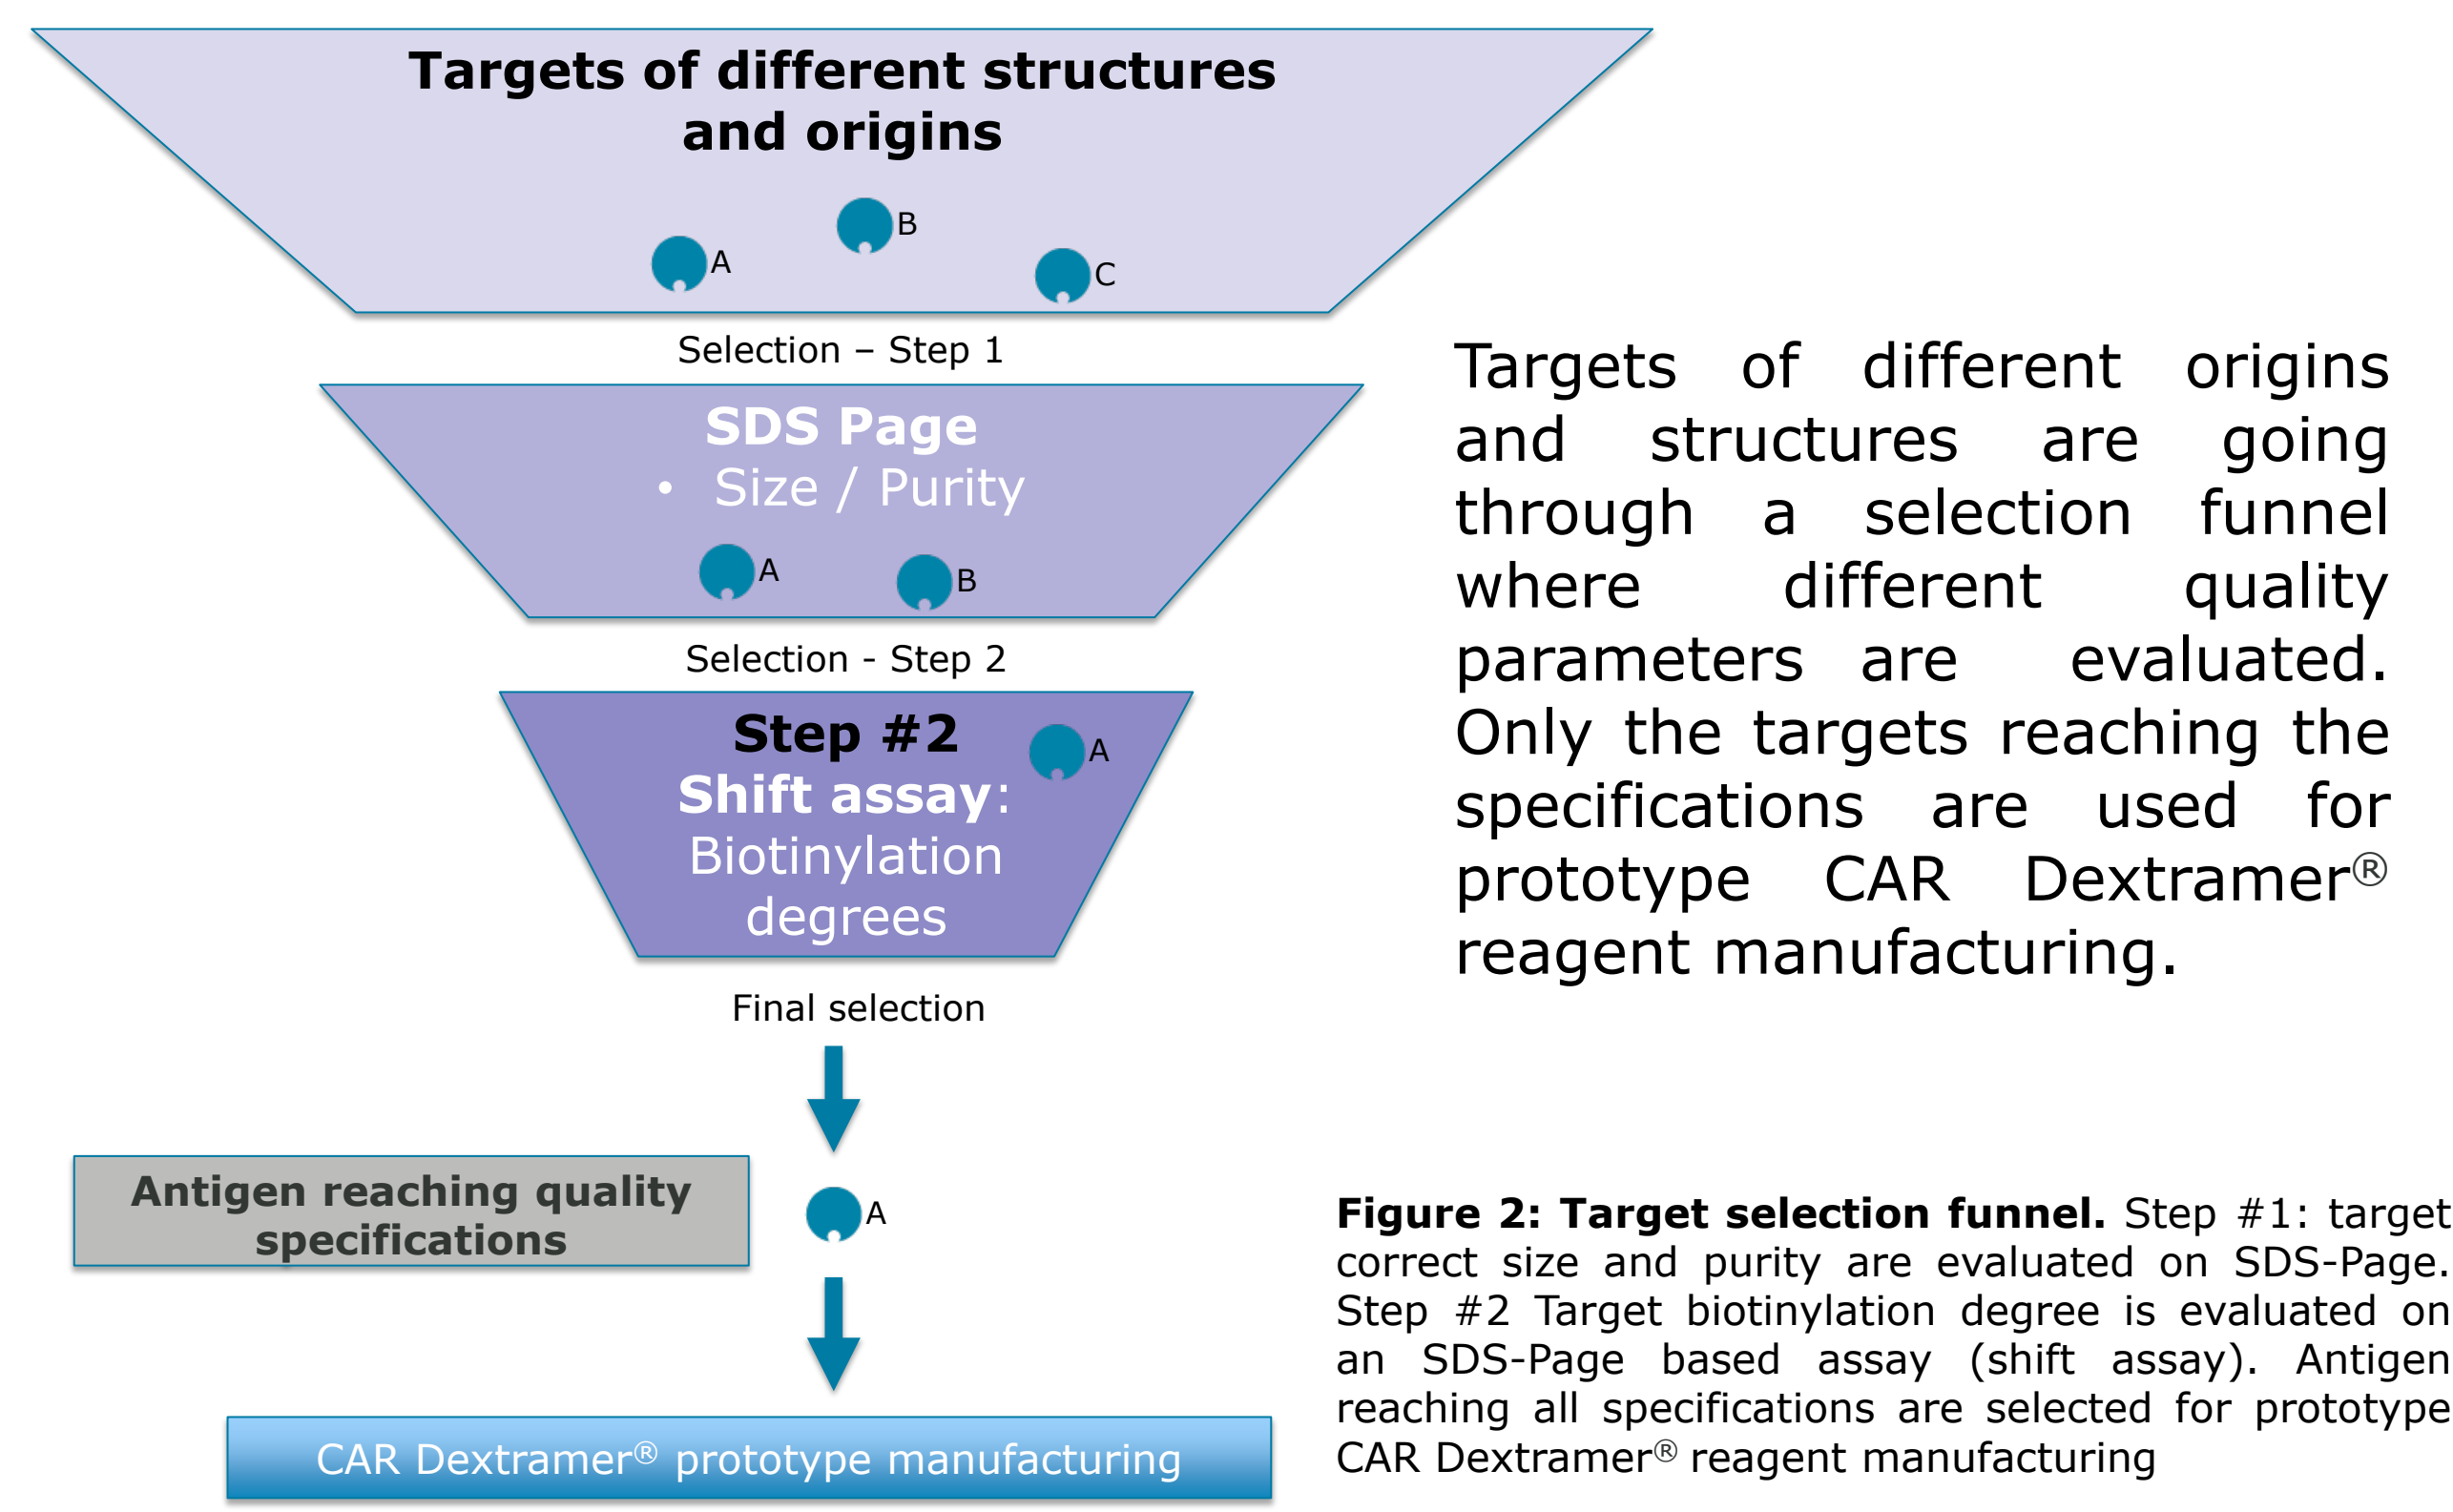 Targets of different structures
and origins
A
B
C
Selection – Step 1
SDS Page
• Size / Purity
A
B
Selection - Step 2
Step #2
A
Shift assay:
Biotinylation
degrees
Final selection
Antigen reaching quality
specifications
A
CAR Dextramer® prototype manufacturing
Targets of different origins
and structures are going
through a selection funnel
where different quality
parameters are evaluated.
Only the targets reaching the
specifications are used for
prototype CAR Dextramer®
reagent manufacturing.
Figure 2: Target selection funnel. Step #1: target
correct size and purity are evaluated on SDS-Page.
Step #2 Target biotinylation degree is evaluated on
an SDS-Page based assay (shift assay). Antigen
reaching all specifications are selected for prototype
CAR Dextramer® reagent manufacturing